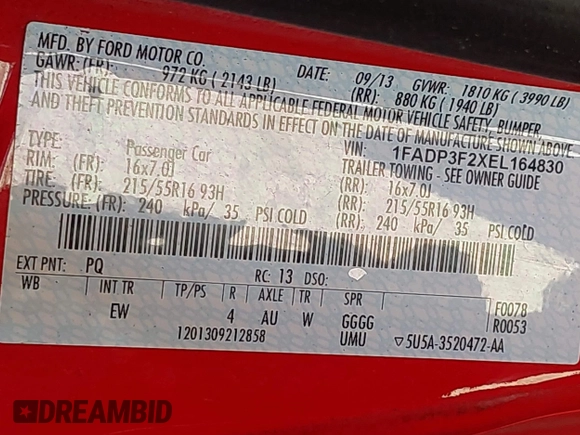 MFD. BY FORD MOTOR CO.
DATE: 09/13 GVWR: 1810 KG ( 3990 LB)
GAWR: (FR): 972 KG ( 2143 LB) (RR): 880 KG ( 1940 LB)
THIS VEHICLE CONFORMS TO ALL APPLICABLE FEDERAL MOTOR VEHICLE SAFETY, BUMPER
AND THEFT PREVENTION STANDARDS IN EFFECT ON THE DATE OF MANUFACTURE SHOWN ABOVE
VIN: 1FADP3F2XEL164830
TYPE: Passenger Car TRAILER TOWING - SEE OWNER GUIDE
RIM: (FR): 16x7.0J (RR): 16x7.0J
TIRE: (FR): 215/55R16 93H (RR): 215/55R16 93H
PRESSURE: (FR): 240 kPa/ 35 PSI COLD (RR): 240 kPa/ 35 PSI COLD
EXT PNT: PQ RC: 13 DSO:
WB INT TR TP/PS R AXLE TR SPR F0078
EW 4 AU W GGGG R0053
1201309212858 UMU ▽5U5A-3520472-AA
DREAMBID